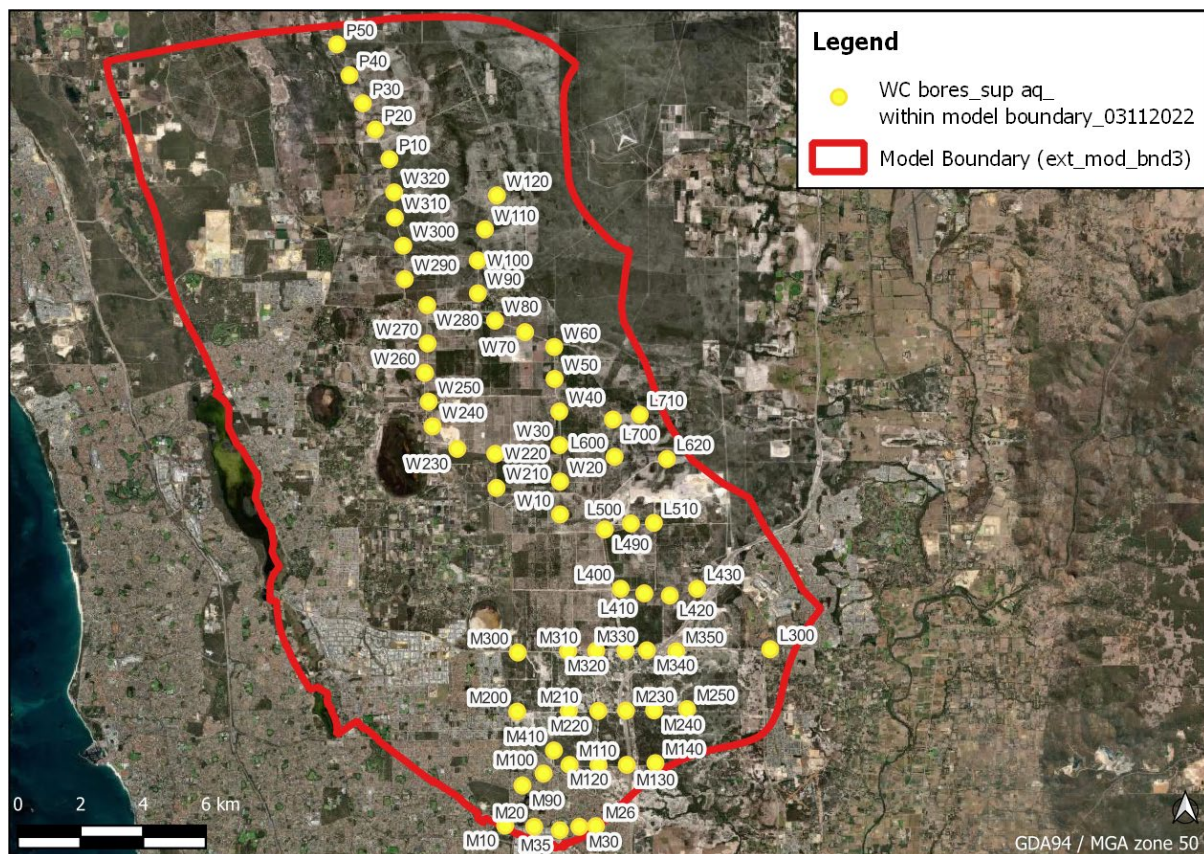 Legend
WC bores_sup aq_
within model boundary_03112022
Model Boundary (ext_mod_bnd3)
P50
P40
P30
P20
P10
W320
W120
W310
W110
W300
W290
W100
W90
W280
W80
W270
W70
W60
W260
W50
W250
W40
L710
W240
W30
L700
L600
W230
W220
W20
L620
W210
W10
L500
L510
L490
L400
L430
L410
L420
M300
M310
M330
M350
L300
M320
M340
M200
M210
M230
M250
M220
M240
M410
M100
M110
M140
M120
M130
M90
M20
M26
M10
M35
M30
0 2 4 6 km
GDA94 / MGA zone 50